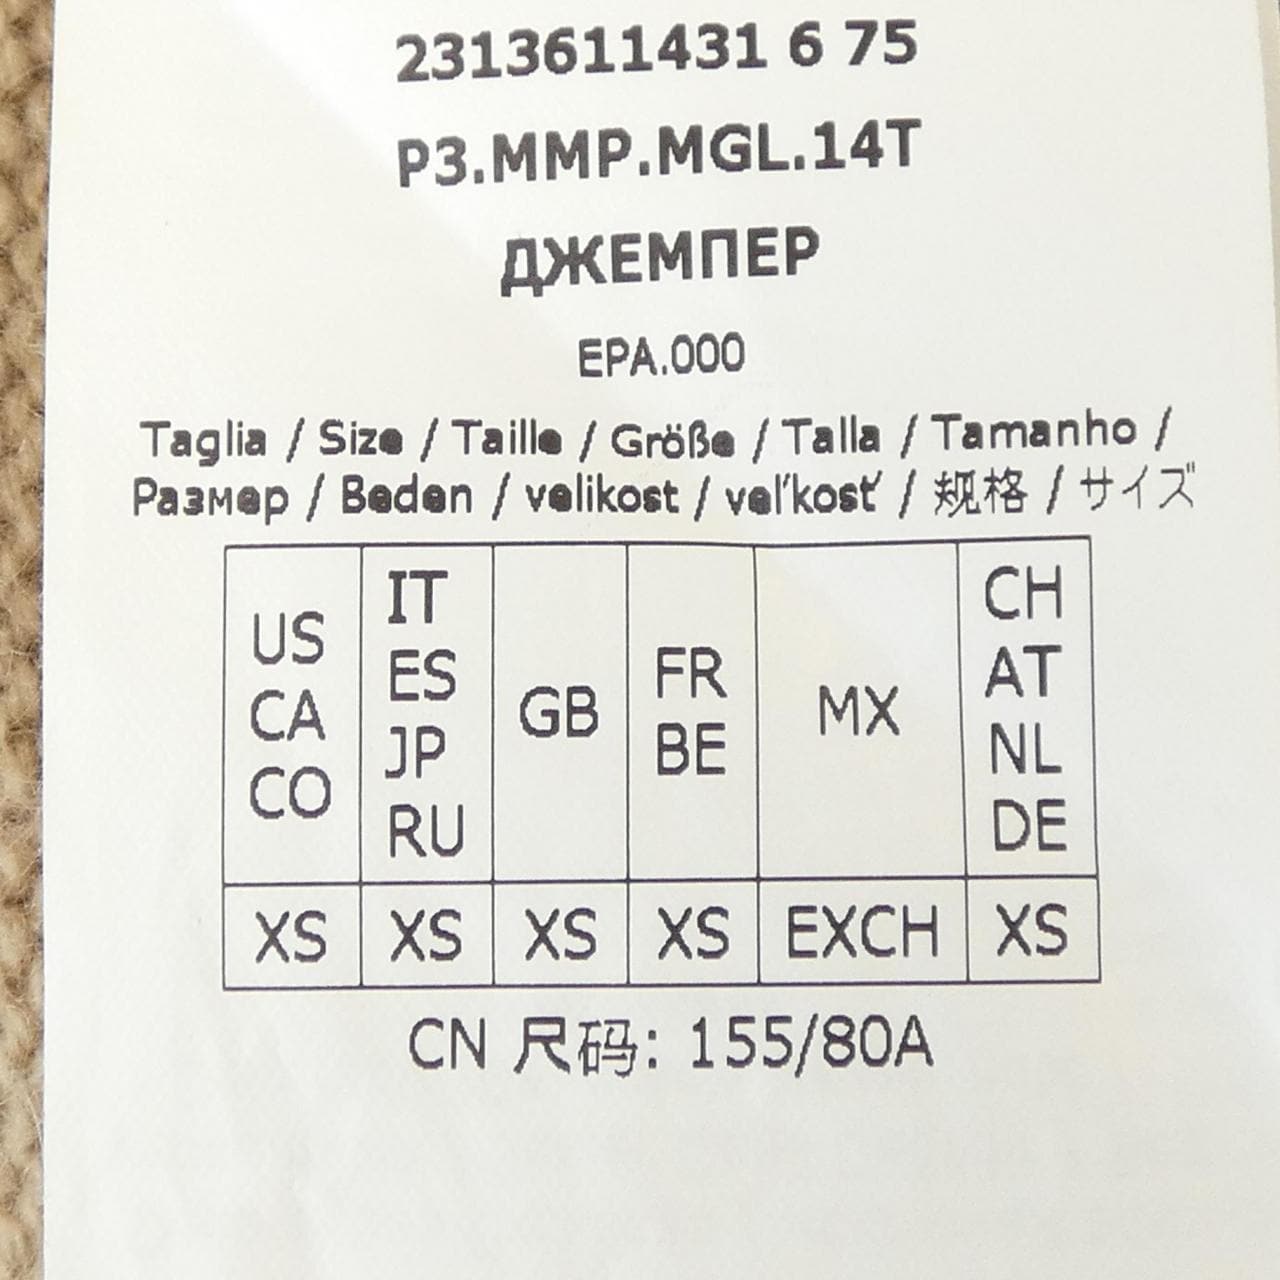 2313611431 6 75
P3.MMP.MGL.14T
ДЖЕМПЕР
EPA.000
Taglia / Size / Taille / Größe / Talla / Tamanho /
Размер / Beden / velikost / veľkosť / 规格 / サイズ
US CA CO
IT ES JP RU
GB
FR BE
MX
CH AT NL DE
XS XS XS XS EXCH XS
CN 尺码: 155/80A